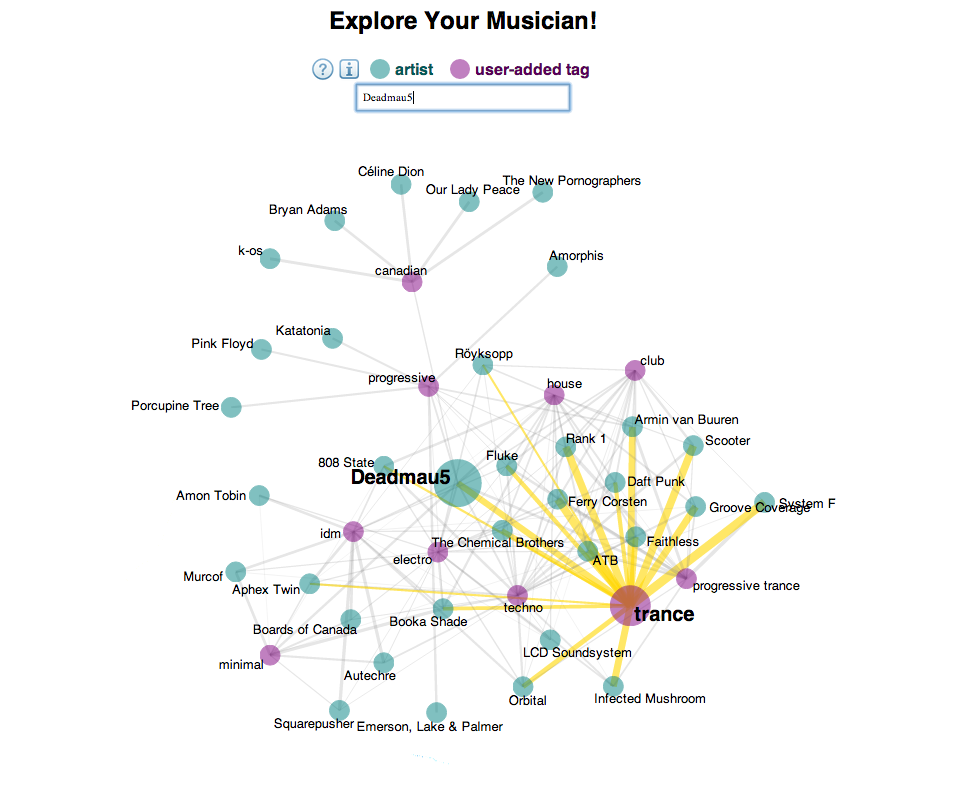 Explore Your Musician!
? i artist user-added tag
Deadmau5
Céline Dion
The New Pornographers
Our Lady Peace
Bryan Adams
k-os
Amorphis
canadian
Katatonia
Pink Floyd
Röyksopp
club
progressive
house
Porcupine Tree
Armin van Buuren
Rank 1
Scooter
Fluke
808 State
Deadmau5
Daft Punk
Amon Tobin
Ferry Corsten
System F
Groove Coverage
idm
The Chemical Brothers
Faithless
electro
ATB
Murcof
Aphex Twin
progressive trance
techno
trance
Booka Shade
Boards of Canada
LCD Soundsystem
minimal
Autechre
Orbital
Infected Mushroom
Squarepusher
Emerson, Lake & Palmer